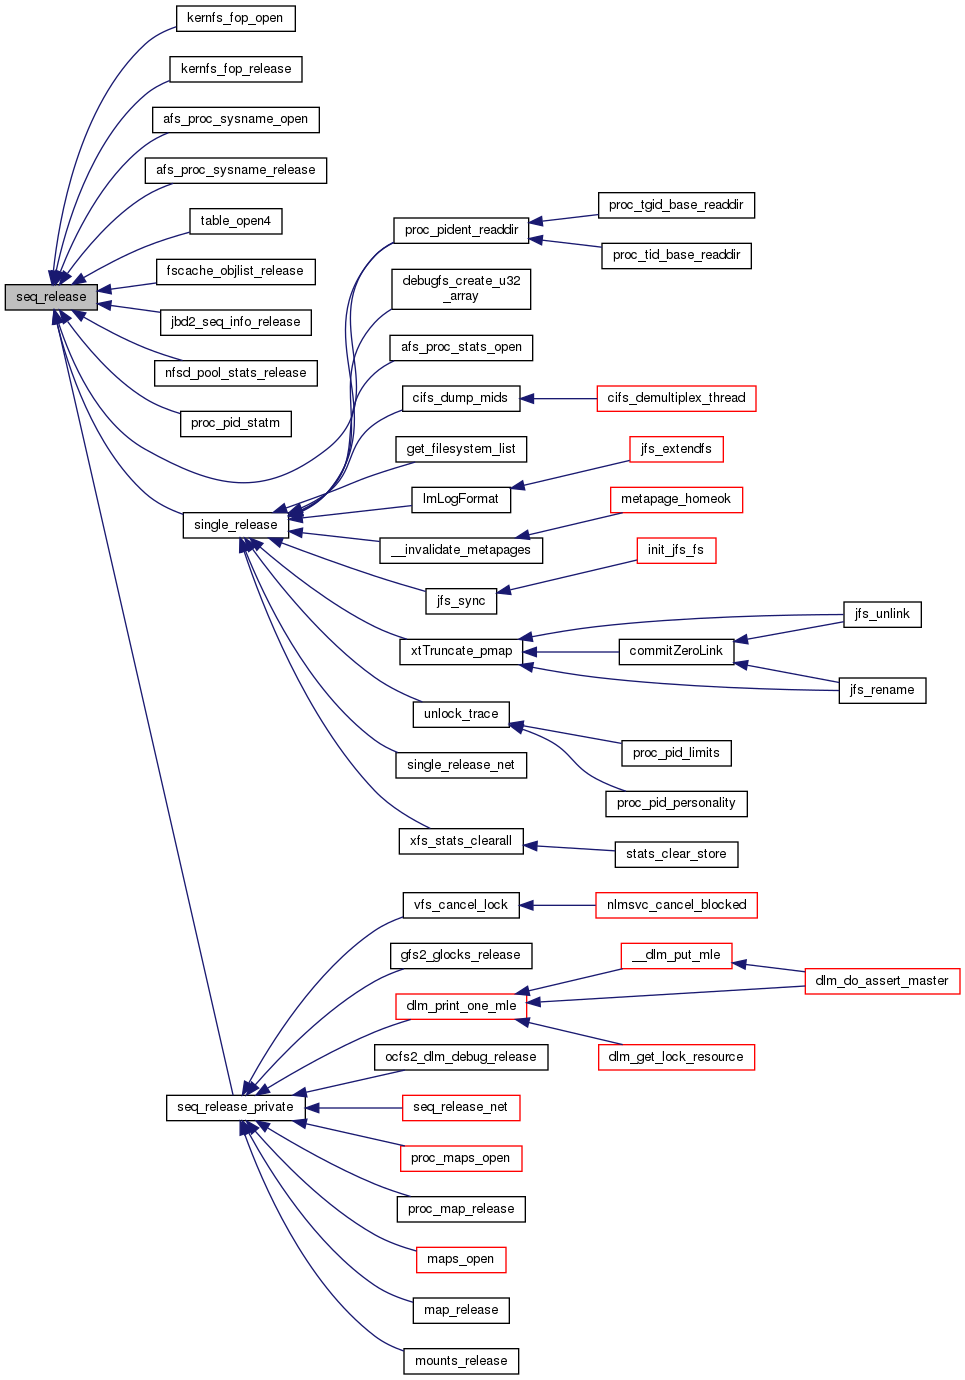 kernfs_fop_open
kernfs_fop_release
afs_proc_sysname_open
afs_proc_sysname_release
table_open4
fscache_objlist_release
seq_release
jbd2_seq_info_release
nfsd_pool_stats_release
proc_pid_statm
single_release
proc_pident_readdir
proc_tgid_base_readdir
proc_tid_base_readdir
debugfs_create_u32
_array
afs_proc_stats_open
cifs_dump_mids
cifs_demultiplex_thread
get_filesystem_list
lmLogFormat
jfs_extendfs
__invalidate_metapages
metapage_homeok
jfs_sync
init_jfs_fs
xtTruncate_pmap
commitZeroLink
jfs_unlink
jfs_rename
unlock_trace
proc_pid_limits
proc_pid_personality
single_release_net
xfs_stats_clearall
stats_clear_store
seq_release_private
vfs_cancel_lock
nlmsvc_cancel_blocked
gfs2_glocks_release
dlm_print_one_mle
__dlm_put_mle
dlm_do_assert_master
dlm_get_lock_resource
ocfs2_dlm_debug_release
seq_release_net
proc_maps_open
proc_map_release
maps_open
map_release
mounts_release